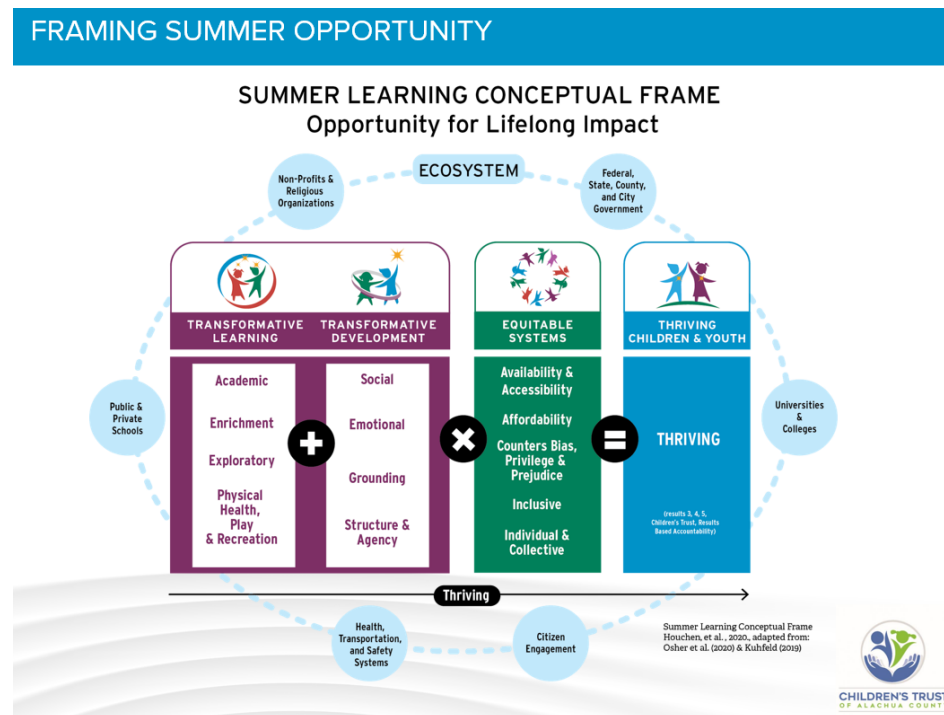 FRAMING SUMMER OPPORTUNITY
SUMMER LEARNING CONCEPTUAL FRAME
Opportunity for Lifelong Impact
ECOSYSTEM
Non-Profits &
Religious
Organizations
Federal,
State, County,
and City
Government
TRANSFORMATIVE
LEARNING
TRANSFORMATIVE
DEVELOPMENT
EQUITABLE
SYSTEMS
THRIVING
CHILDREN & YOUTH
Public &
Private
Schools
Academic
Enrichment
Exploratory
Physical
Health,
Play
& Recreation
+
Social
Emotional
Grounding
Structure &
Agency
×
Availability &
Accessibility
Affordability
Counters Bias,
Privilege &
Prejudice
Inclusive
Individual &
Collective
=
THRIVING
(results 3, 4, 5,
Children's Trust, Results
Based Accountability)
Universities
&
Colleges
Thriving
Health,
Transportation,
and Safety
Systems
Citizen
Engagement
Summer Learning Conceptual Frame
Houchen, et al. , 2020., adapted from:
Osher et al. (2020) & Kuhfeld (2019)
CHILDREN'S TRUST
OF ALACHUA COUNTY